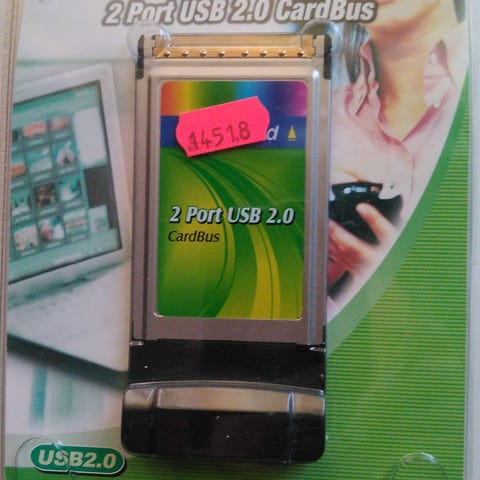 2 Port USB 2.0 CardBus
14518
d
2 Port USB 2.0
CardBus
USB2.0